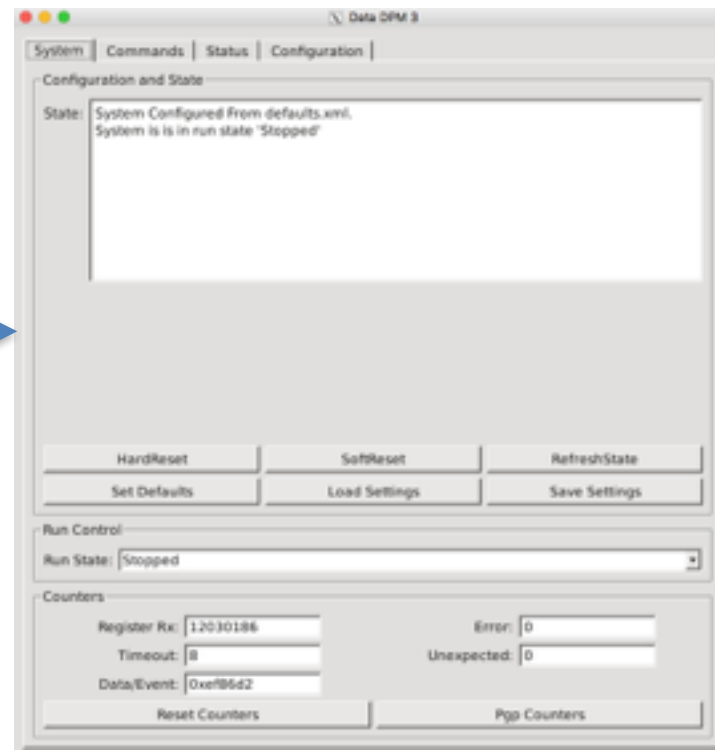 Data DPM 3
System Commands Status Configuration
Configuration and State
State: System Configured From defaults.xml.
System is is in run state 'Stopped'
HardReset SoftReset RefreshState
Set Defaults Load Settings Save Settings
Run Control
Run State: Stopped
Counters
Register Rx: 12030186 Error: 0
Timeout: 8 Unexpected: 0
Data/Event: 0xef86d2
Reset Counters Pgp Counters